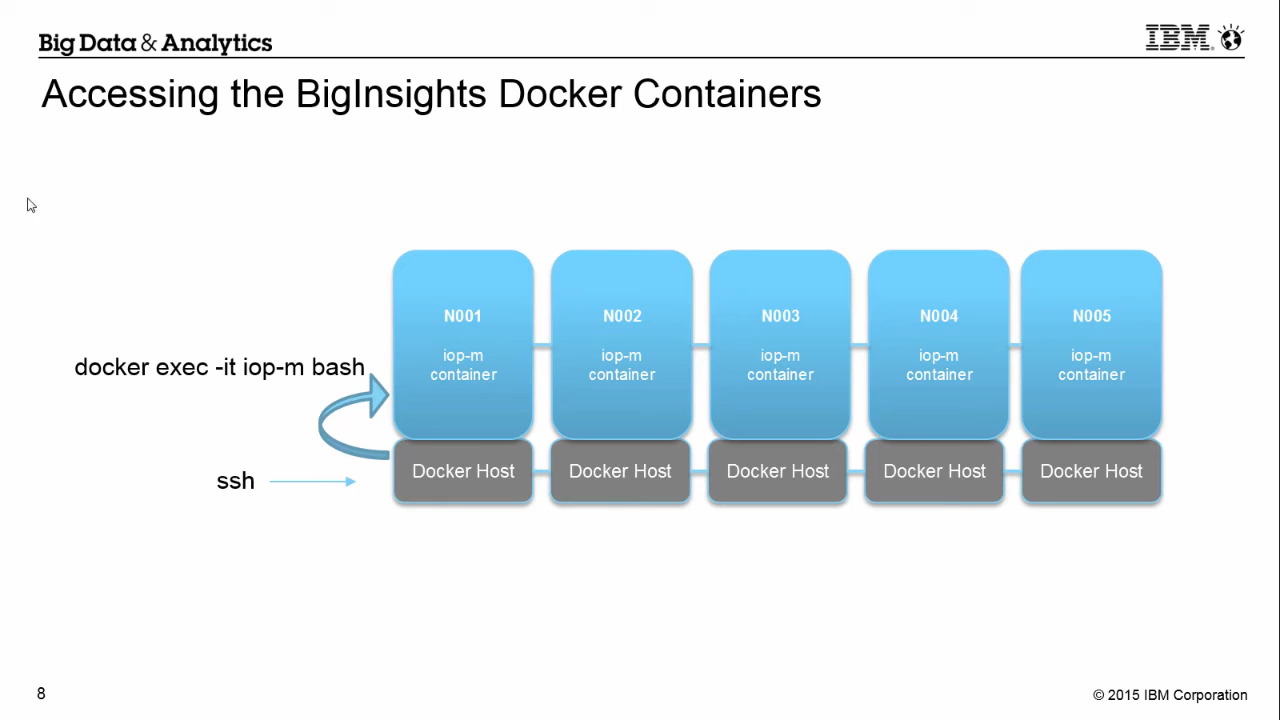 Big Data & Analytics
IBM
Accessing the BigInsights Docker Containers
N001
iop-m
container
N002
iop-m
container
N003
iop-m
container
N004
iop-m
container
N005
iop-m
container
docker exec -it iop-m bash
ssh
Docker Host
Docker Host
Docker Host
Docker Host
Docker Host
8
© 2015 IBM Corporation